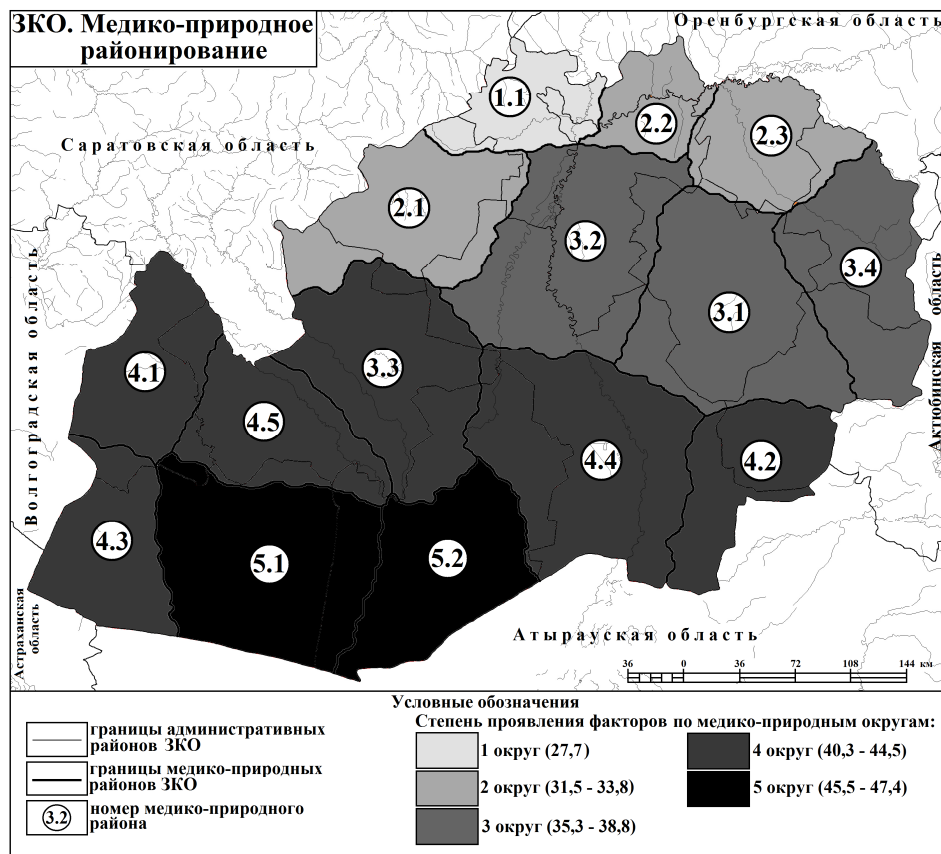 ЗКО. Медико-природное
районирование
Оренбургская область
Саратовская область
Волгоградская область
Астраханская
область
Атырауская область
Актюбинская область
1.1
2.2
2.3
2.1
3.2
3.4
3.1
3.3
4.1
4.5
4.4
4.2
4.3
5.1
5.2
36 0 36 72 108 144 км
Условные обозначения
границы административных
районов ЗКО
границы медико-природных
районов ЗКО
3.2
номер медико-природного
района
Степень проявления факторов по медико-природным округам:
1 округ (27,7)
2 округ (31,5 - 33,8)
3 округ (35,3 - 38,8)
4 округ (40,3 - 44,5)
5 округ (45,5 - 47,4)